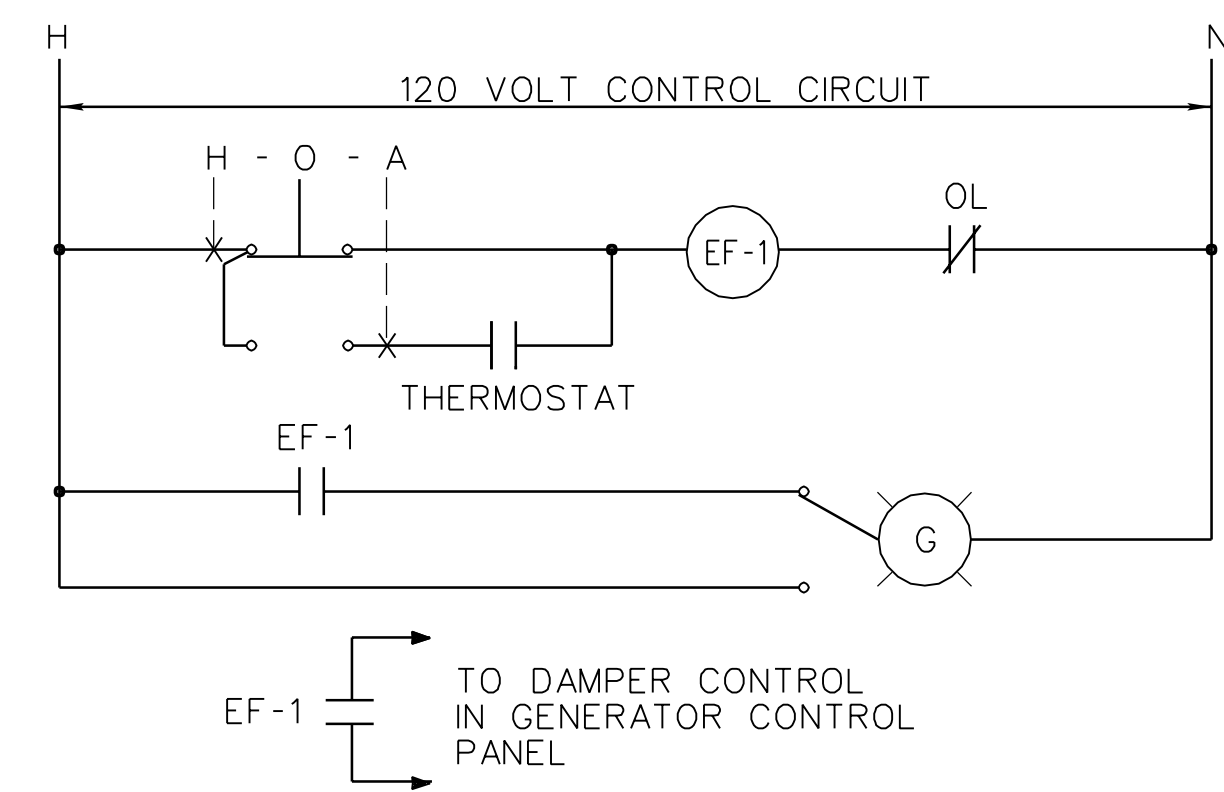 H
N
120 VOLT CONTROL CIRCUIT
H - O - A
OL
EF-1
THERMOSTAT
EF-1
G
EF-1
TO DAMPER CONTROL
IN GENERATOR CONTROL
PANEL